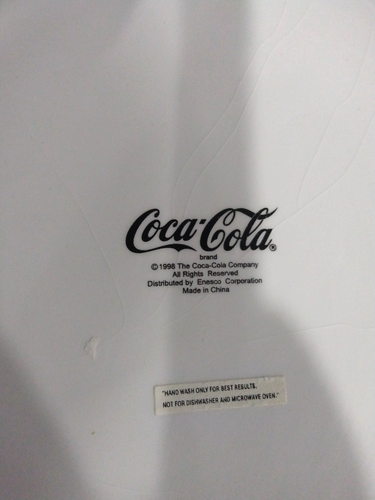 Coca-Cola®
brand
©1998 The Coca-Cola Company
All Rights Reserved
Distributed by Enesco Corporation
Made in China
"HAND WASH ONLY FOR BEST RESULTS.
NOT FOR DISHWASHER AND MICROWAVE OVEN."